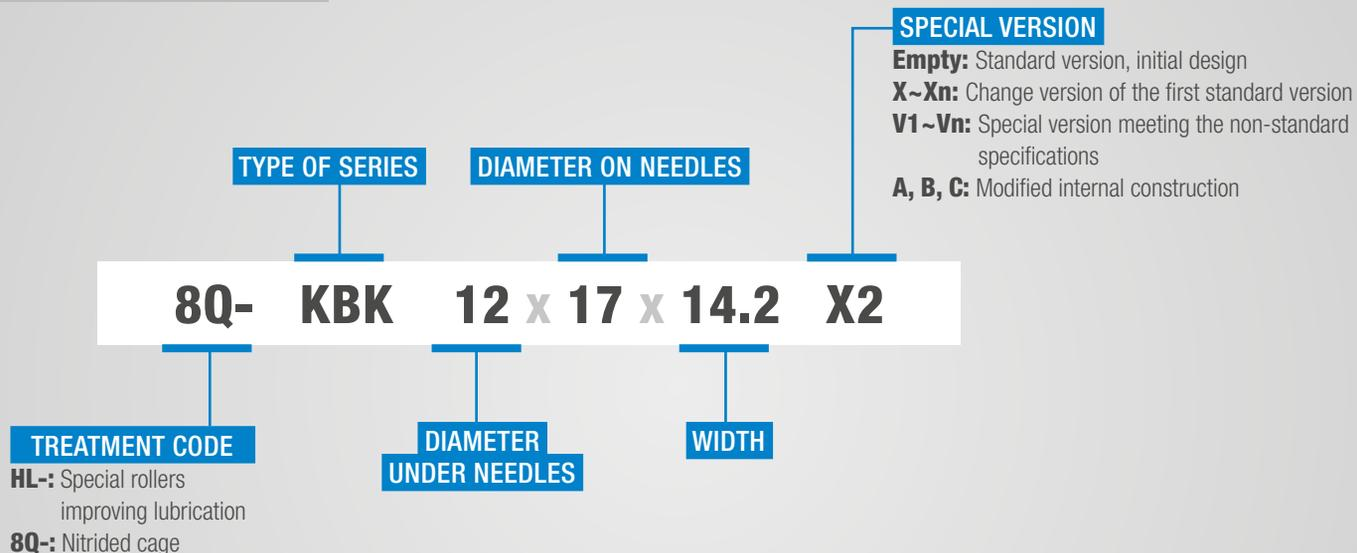 SPECIAL VERSION
Empty: Standard version, initial design
X~Xn: Change version of the first standard version
V1~Vn: Special version meeting the non-standard
specifications
A, B, C: Modified internal construction
TYPE OF SERIES
DIAMETER ON NEEDLES
8Q- KBK 12 x 17 x 14.2 X2
TREATMENT CODE
HL-: Special rollers
improving lubrication
8Q-: Nitrided cage
DIAMETER
UNDER NEEDLES
WIDTH